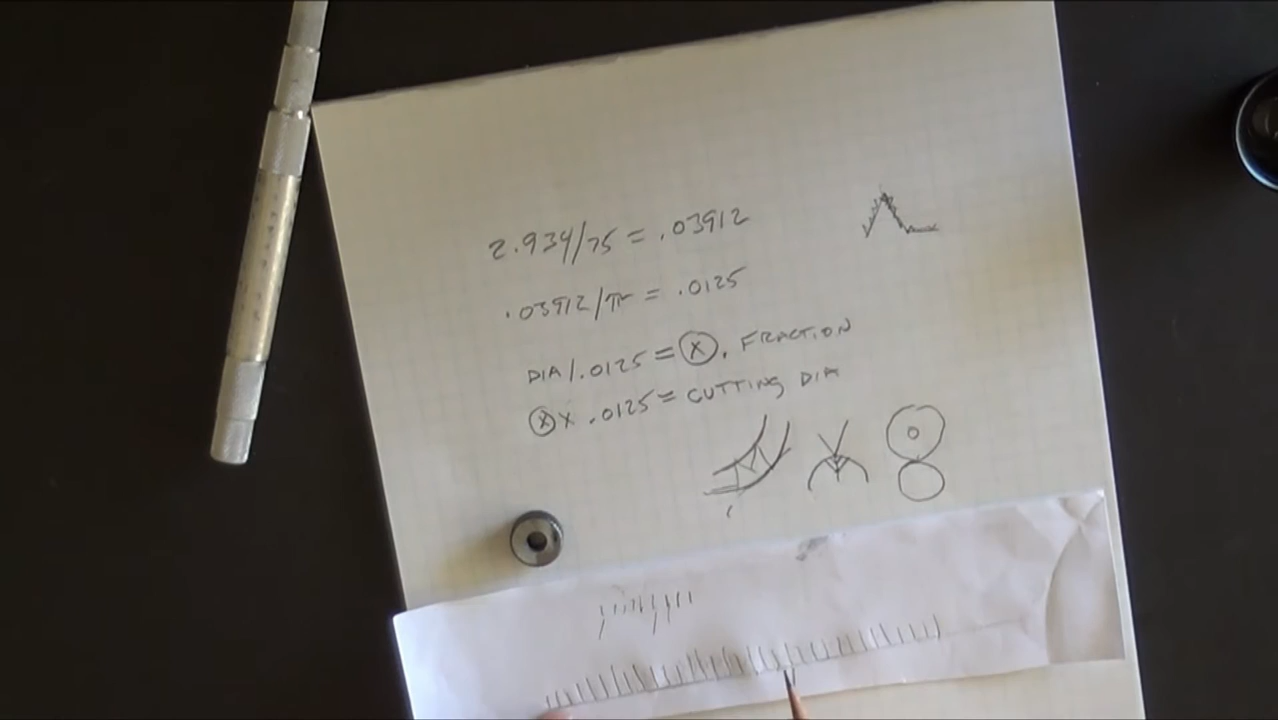 2.934/75 = .03912
.03912/π = .0125
DIA/.0125 = X. FRACTION
X x .0125 = CUTTING DIA